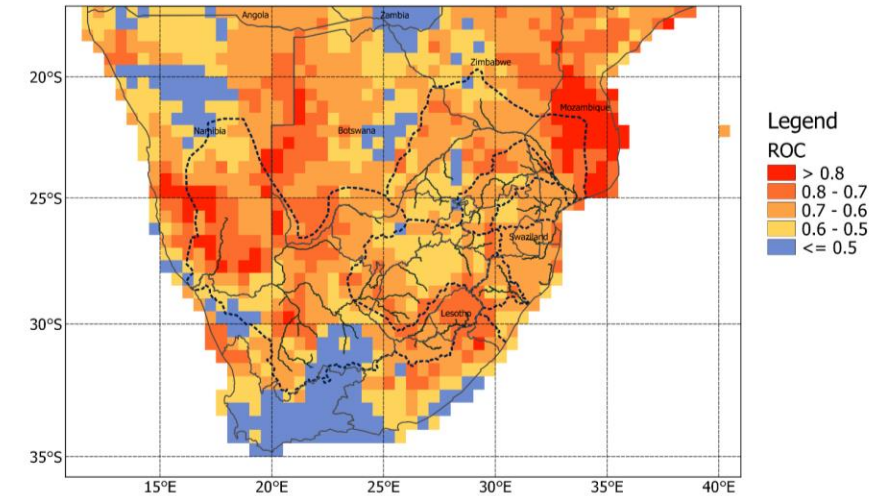 Angola
Zambia
Zimbabwe
20°S
Mozambique
Namibia
Botswana
25°S
Swaziland
Lesotho
30°S
35°S
15°E
20°E
25°E
30°E
35°E
40°E
Legend
ROC
> 0.8
0.8 - 0.7
0.7 - 0.6
0.6 - 0.5
<= 0.5